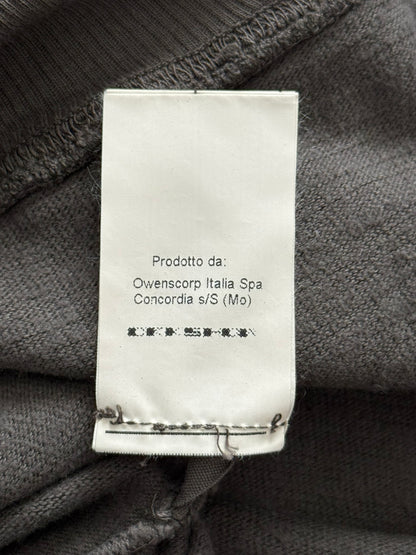 Prodotto da:
Owenscorp Italia Spa
Concordia s/S (Mo)